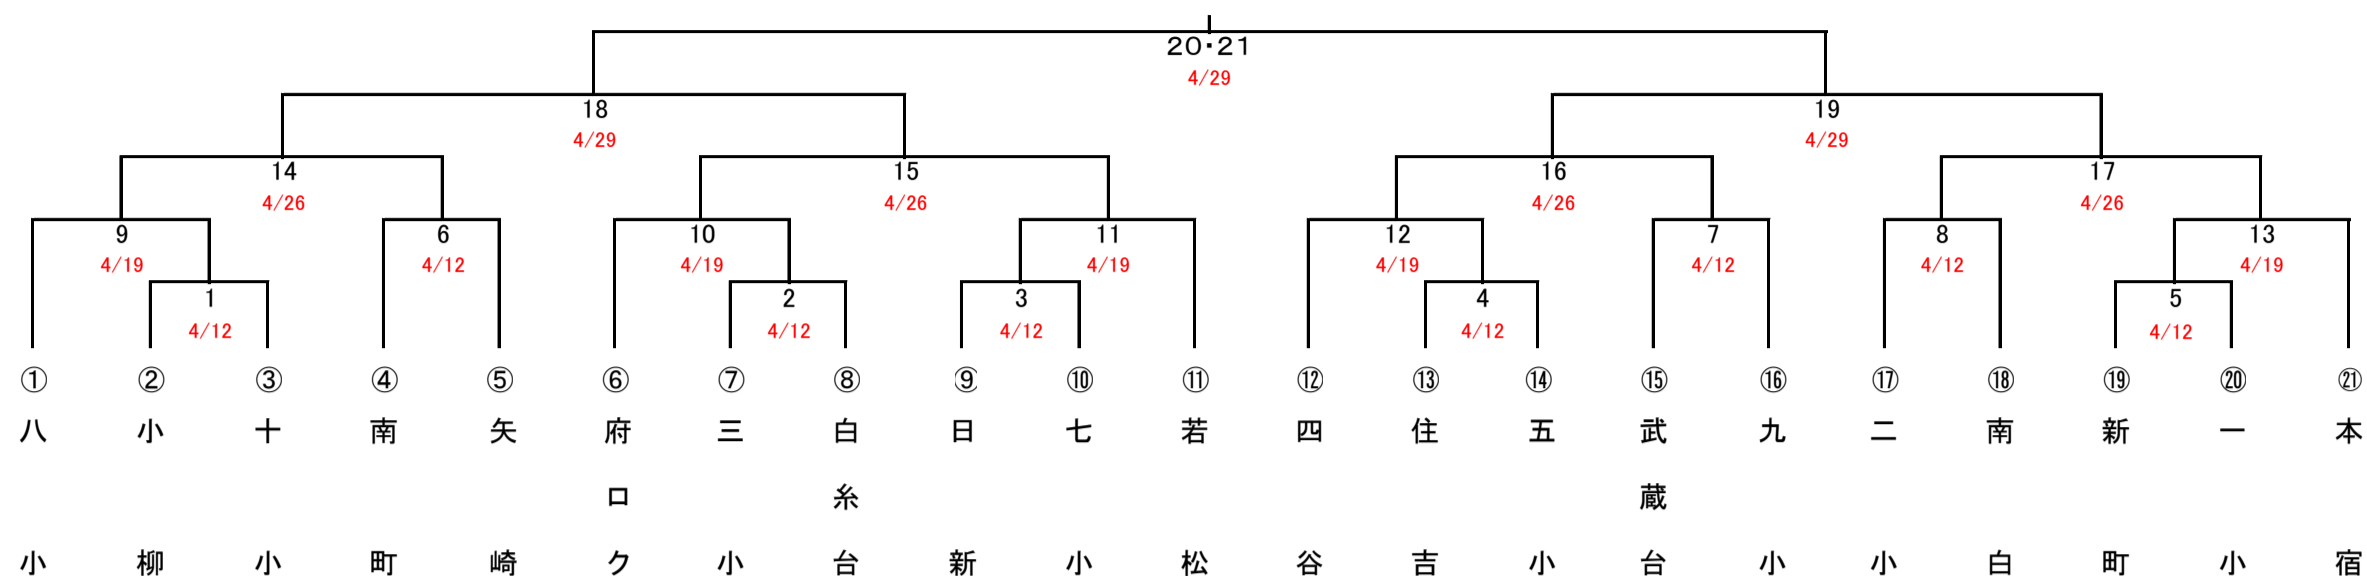 20・21
4/29
18
19
4/29
4/29
14
15
16
17
4/26
4/26
4/26
4/26
9
6
10
11
12
7
8
13
4/19
4/12
4/19
4/19
4/19
4/12
4/12
4/19
1
2
3
4
5
4/12
4/12
4/12
4/12
4/12
① ② ③ ④ ⑤ ⑥ ⑦ ⑧ ⑨ ⑩ ⑪ ⑫ ⑬ ⑭ ⑮ ⑯ ⑰ ⑱ ⑲ ⑳ ㉑
八小
小柳
十小
南町
矢崎
府ロク
三小
白糸台
日新
七小
若松
四谷
住吉
五小
武蔵台
九小
二小
南白
新町
一小
本宿